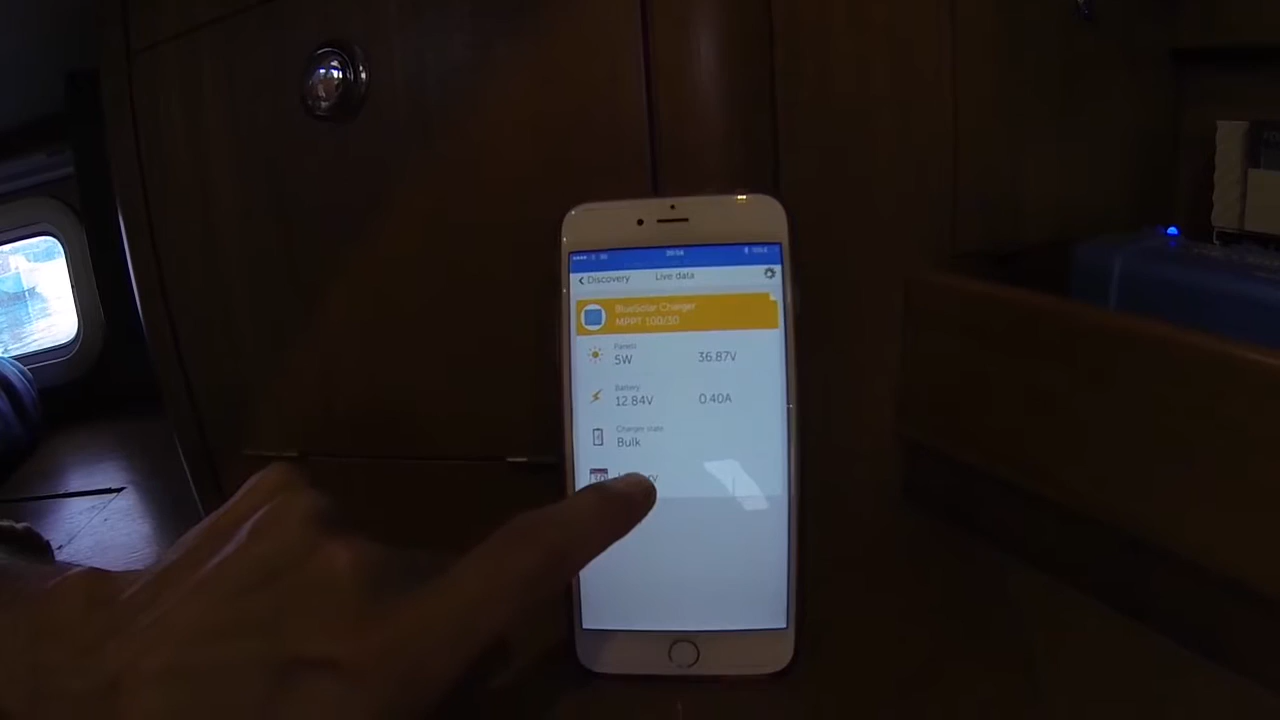 Discovery
Live data
BlueSolar Charger
MPPT 100/30
Panels
5W
36.87V
Battery
12.84V
0.40A
Charger state
Bulk
30